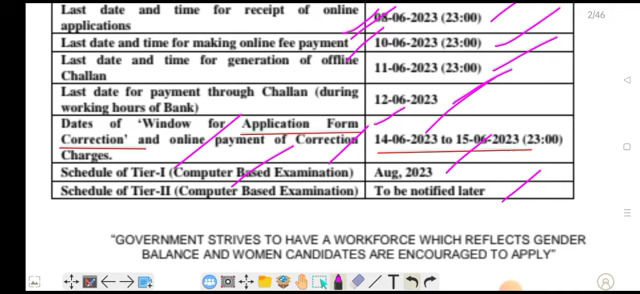 2/46
Last date and time for receipt of online
applications
08-06-2023 (23:00)
Last date and time for making online fee payment
10-06-2023 (23:00)
Last date and time for generation of offline
Challan
11-06-2023 (23:00)
Last date for payment through Challan (during
working hours of Bank)
12-06-2023
Dates of ‘Window for Application Form
Correction’ and online payment of Correction
Charges.
14-06-2023 to 15-06-2023 (23:00)
Schedule of Tier-I (Computer Based Examination)
Aug, 2023
Schedule of Tier-II (Computer Based Examination)
To be notified later
“GOVERNMENT STRIVES TO HAVE A WORKFORCE WHICH REFLECTS GENDER
BALANCE AND WOMEN CANDIDATES ARE ENCOURAGED TO APPLY”